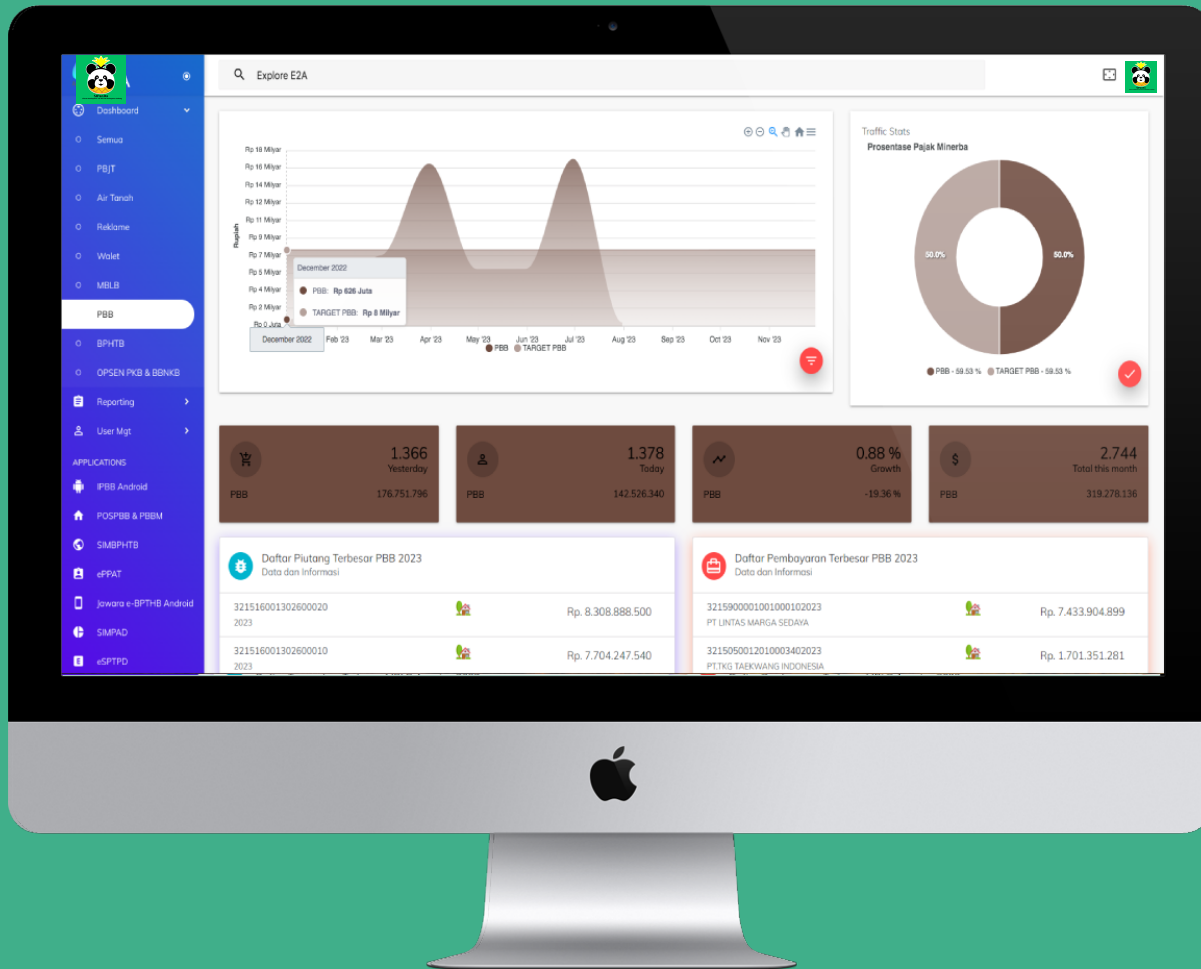 Explore E2A
Dashboard
Semua
PBJT
Air Tanah
Reklame
Walet
MBLB
PBB
BPHTB
OPSEN PKB & BBNKB
Reporting
User Mgt
APPLICATIONS
IPBB Android
POSPBB & PBBM
SIMBPHTB
ePPAT
Jawara e-BPTHB Android
SIMPAD
eSPTPD
Rp 18 Milyar
Rp 16 Milyar
Rp 14 Milyar
Rp 12 Milyar
Rp 11 Milyar
Rp 9 Milyar
Rp 7 Milyar
Rp 5 Milyar
Rp 4 Milyar
Rp 2 Milyar
Rp 0 Juta
Rupiah
December 2022
PBB: Rp 626 Juta
TARGET PBB: Rp 8 Milyar
December 2022 Feb '23 Mar '23 Apr '23 May '23 Jun '23 Jul '23 Aug '23 Sep '23 Oct '23 Nov '23
PBB TARGET PBB
Traffic Stats
Prosentase Pajak Minerba
50.0% 50.0%
PBB - 59.53 % TARGET PBB - 59.53 %
1.366
Yesterday
PBB 176.751.796
1.378
Today
PBB 142.526.340
0.88 %
Growth
PBB -19.36 %
$ 2.744
Total this month
PBB 319.278.136
Daftar Piutang Terbesar PBB 2023
Data dan Informasi
321516001302600020 Rp. 8.308.888.500
2023
321516001302600010 Rp. 7.704.247.540
2023
Daftar Pembayaran Terbesar PBB 2023
Data dan Informasi
3215900001001000102023 Rp. 7.433.904.899
PT LINTAS MARGA SEDAYA
3215050012010003402023 Rp. 1.701.351.281
PT.TKG TAEKWANG INDONESIA